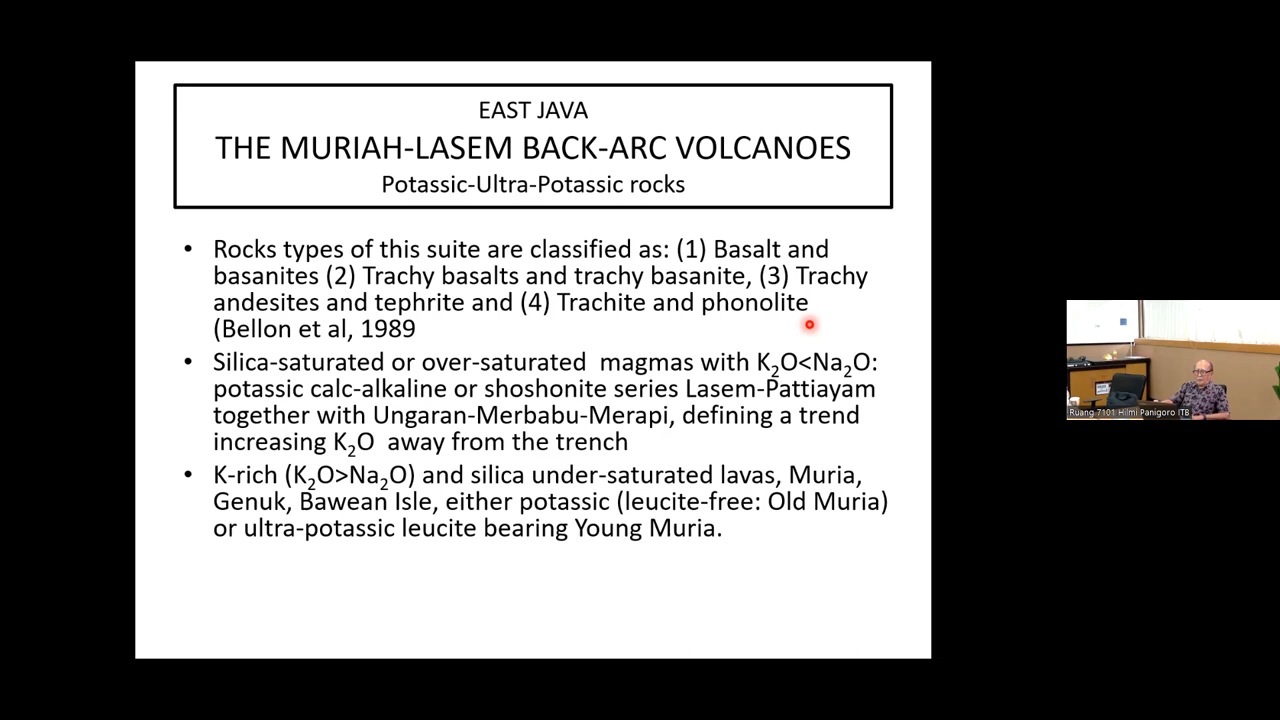 EAST JAVA
THE MURIAH-LASEM BACK-ARC VOLCANOES
Potassic-Ultra-Potassic rocks
• Rocks types of this suite are classified as: (1) Basalt and
basanites (2) Trachy basalts and trachy basanite, (3) Trachy
andesites and tephrite and (4) Trachite and phonolite
(Bellon et al, 1989
• Silica-saturated or over-saturated magmas with K₂O<Na₂O:
potassic calc-alkaline or shoshonite series Lasem-Pattiayam
together with Ungaran-Merbabu-Merapi, defining a trend
increasing K₂O away from the trench
• K-rich (K₂O>Na₂O) and silica under-saturated lavas, Muria,
Genuk, Bawean Isle, either potassic (leucite-free: Old Muria)
or ultra-potassic leucite bearing Young Muria.
Ruang 7101 Hilmi Panigoro ITB